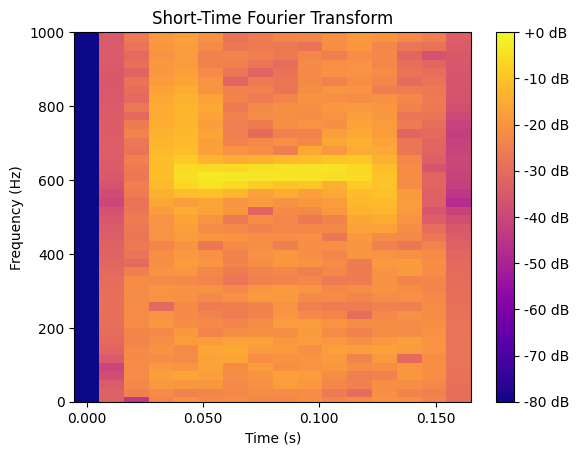 Short-Time Fourier Transform
1000
800
600
400
200
0
Frequency (Hz)
0.000
0.050
0.100
0.150
Time (s)
+0 dB
-10 dB
-20 dB
-30 dB
-40 dB
-50 dB
-60 dB
-70 dB
-80 dB